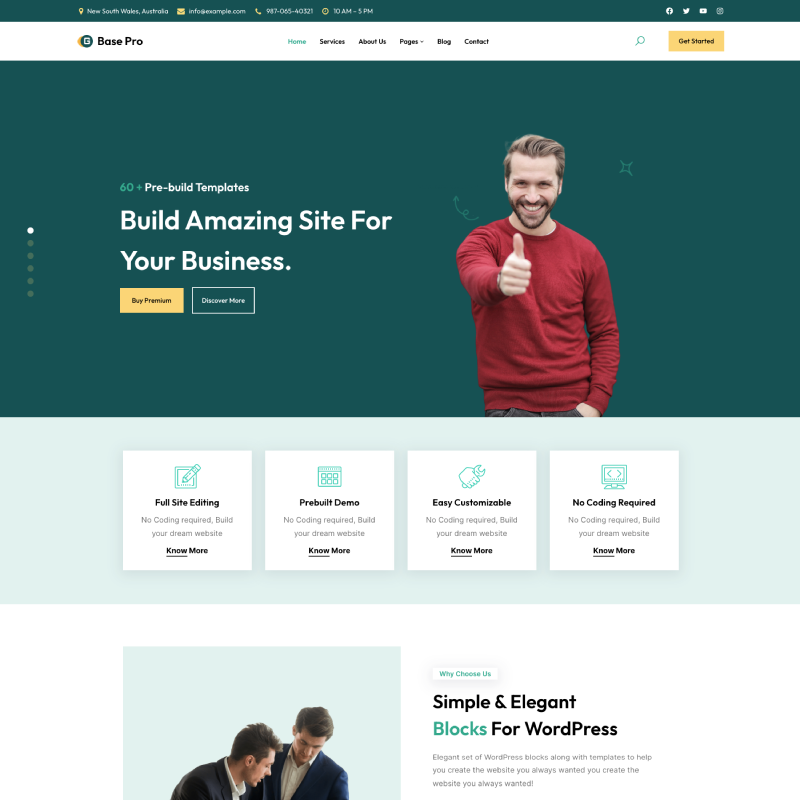 New South Wales, Australia info@example.com 987-065-40321 10 AM - 5 PM
Base Pro Home Services About Us Pages Blog Contact Get Started
60 + Pre-build Templates
Build Amazing Site For
Your Business.
Buy Premium Discover More
Full Site Editing
No Coding required, Build
your dream website
Know More
Prebuilt Demo
No Coding required, Build
your dream website
Know More
Easy Customizable
No Coding required, Build
your dream website
Know More
No Coding Required
No Coding required, Build
your dream website
Know More
Why Choose Us
Simple & Elegant
Blocks For WordPress
Elegant set of WordPress blocks along with templates to help
you create the website you always wanted you create the
website you always wanted!